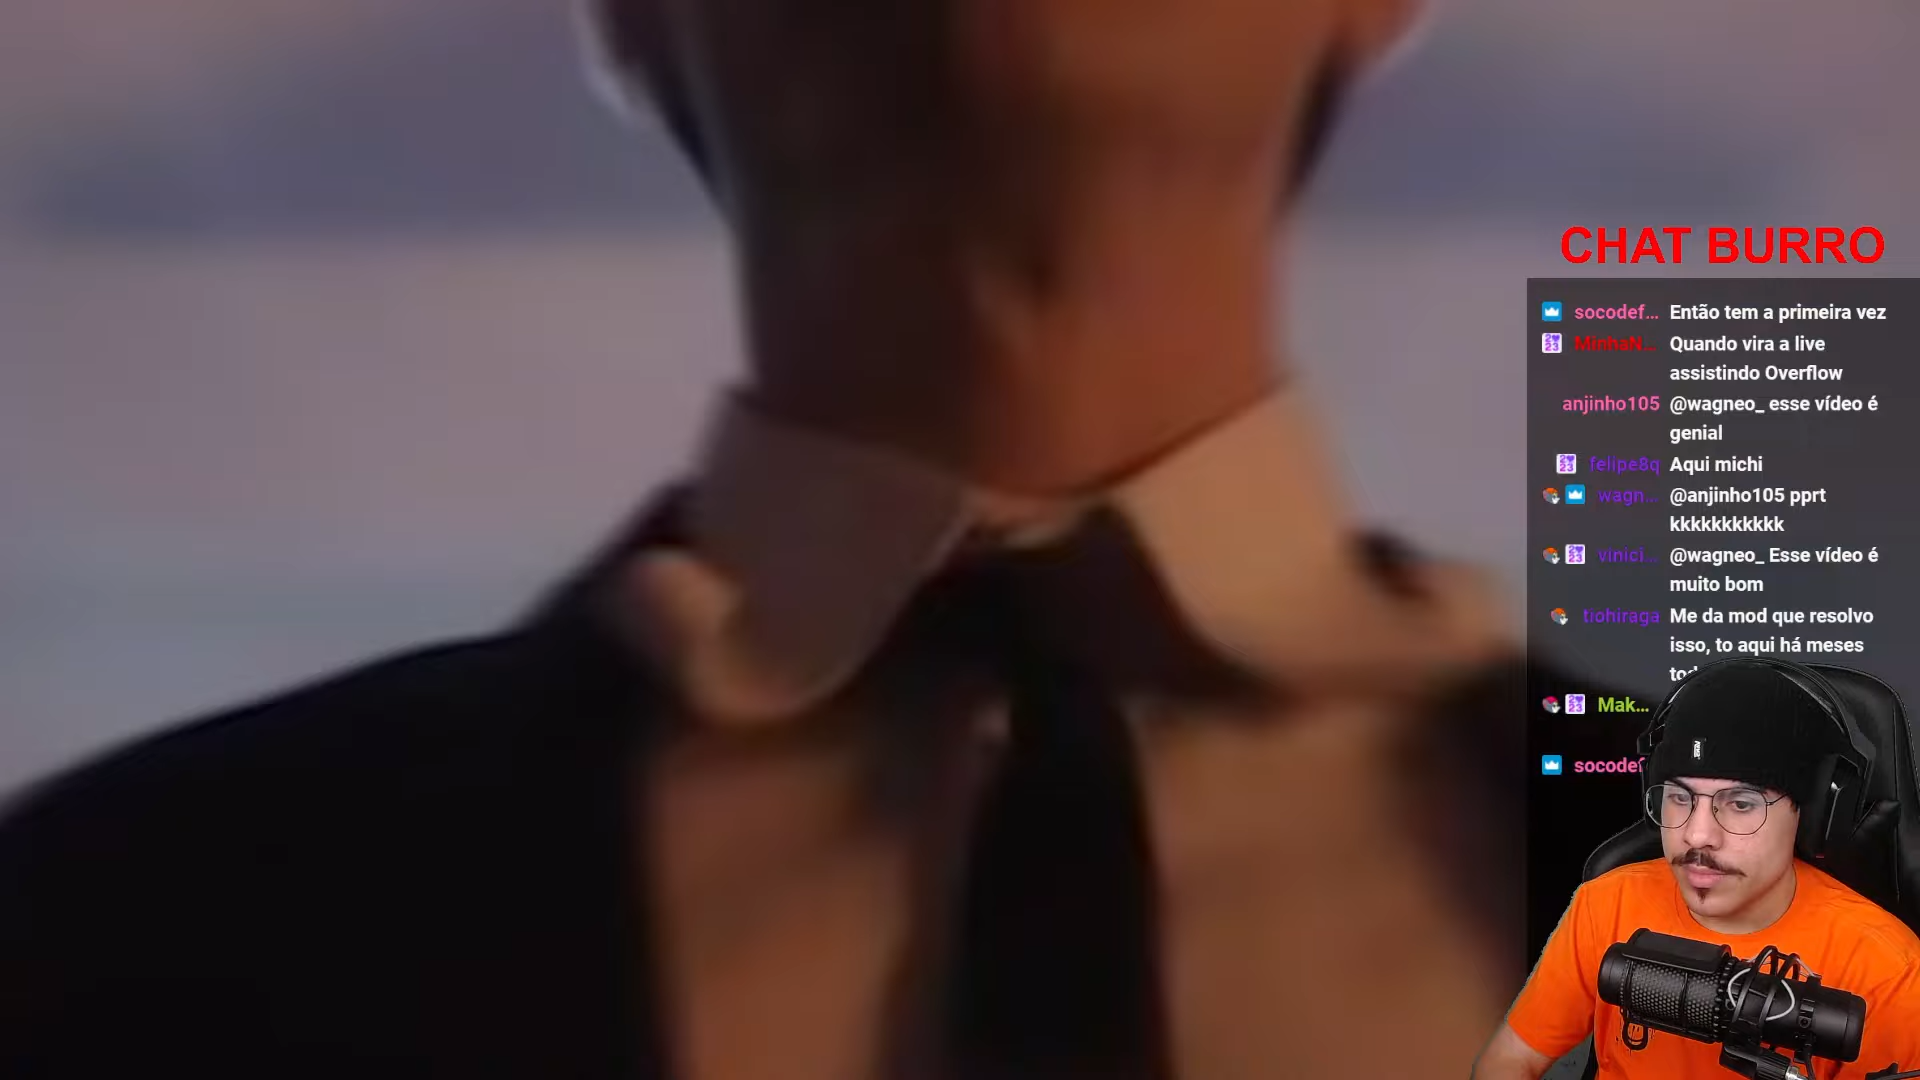 CHAT BURRO
socodef... Então tem a primeira vez
MinhaN... Quando vira a live
assistindo Overflow
anjinho105 @wagneo_ esse vídeo é
genial
felipe8q Aqui michi
wagn... @anjinho105 pprt
kkkkkkkkkkk
vinici... @wagneo_ Esse vídeo é
muito bom
tiohiraga Me da mod que resolvo
isso, to aqui há meses
Mak...
socodef